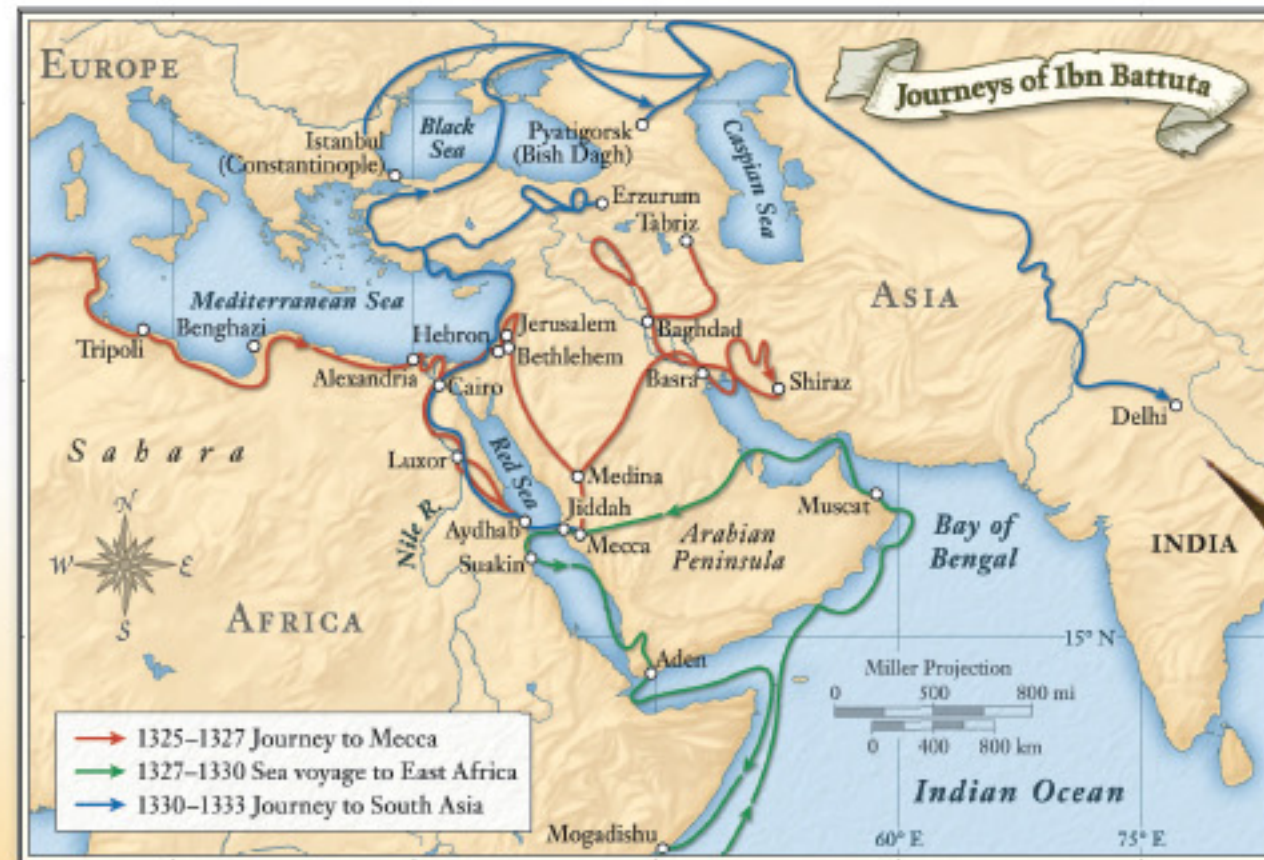 EUROPE
Journeys of Ibn Battuta
Istanbul
(Constantinople)
Black
Sea
Pyatigorsk
(Bish Dagh)
Caspian Sea
Erzurum
Tabriz
ASIA
Mediterranean Sea
Tripoli
Benghazi
Hebron
Jerusalem
Bethlehem
Baghdad
Alexandria
Cairo
Basra
Shiraz
Delhi
Sahara
Luxor
Red Sea
Medina
N
Nile R.
Jiddah
Aydhab
Mecca
Arabian
Peninsula
Muscat
Bay of
Bengal
INDIA
W
E
Suakin
S
AFRICA
15° N
Aden
Miller Projection
0 500 800 mi
0 400 800 km
1325–1327 Journey to Mecca
1327–1330 Sea voyage to East Africa
1330–1333 Journey to South Asia
Indian Ocean
Mogadishu
60° E
75° E